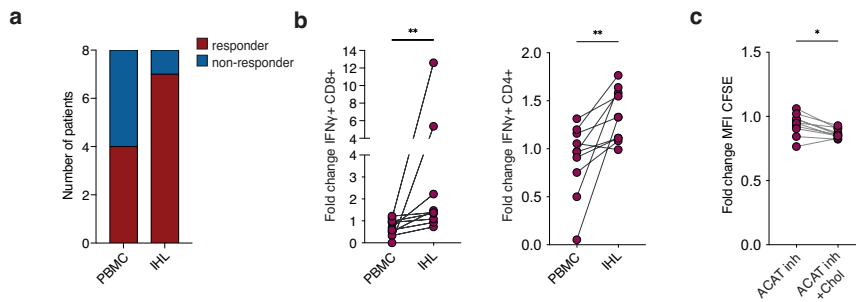 a
Number of patients
8
6
4
2
0
PBMC
IHL
responder
non-responder
b
Fold change IFNγ+ CD8+
14
12
10
8
6
4
4
3
2
1
0
**
PBMC
IHL
Fold change IFNγ+ CD4+
2.0
1.5
1.0
0.5
0.0
**
PBMC
IHL
c
Fold change MFI CFSE
1.5
1.0
0.5
0.0
*
ACAT inh
ACAT inh
+Chol